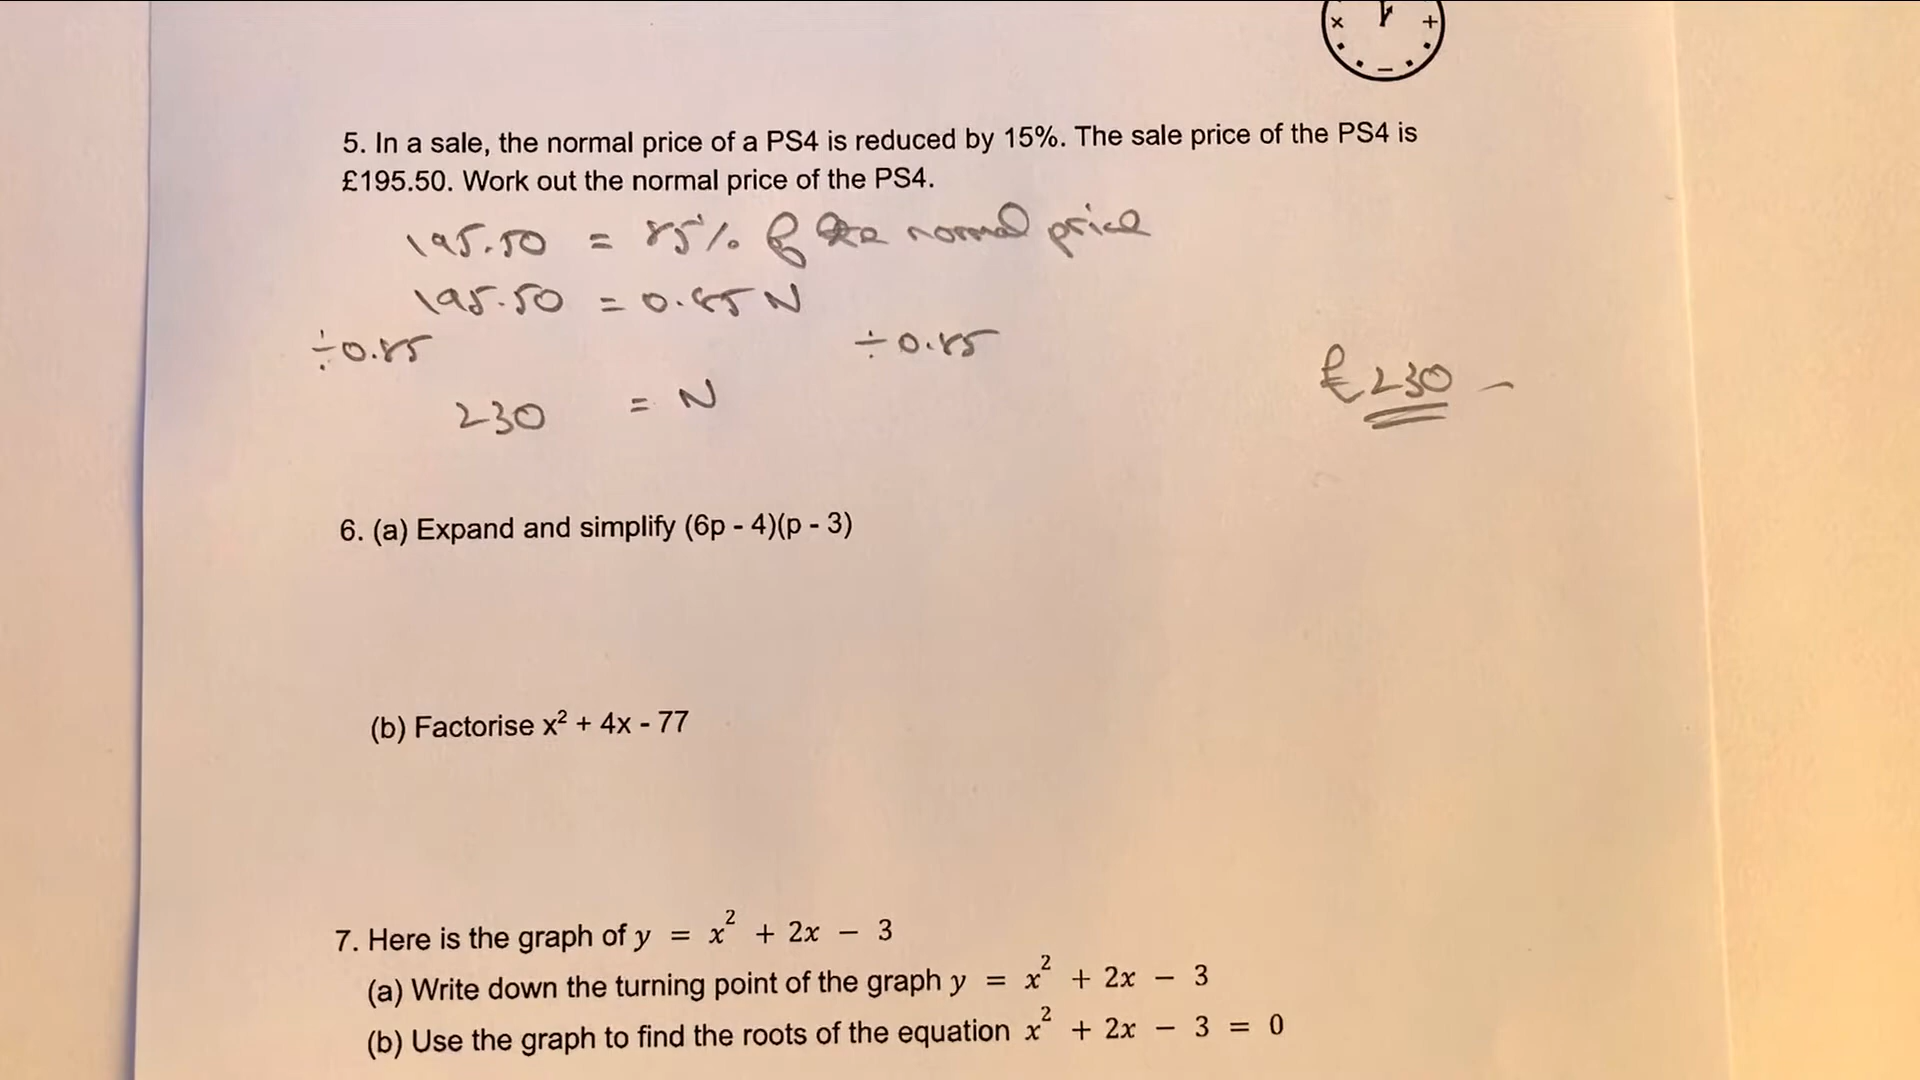 × +
−
5. In a sale, the normal price of a PS4 is reduced by 15%. The sale price of the PS4 is
£195.50. Work out the normal price of the PS4.
195.50 = 85% of the normal price
195.50 = 0.85 N
÷0.85 ÷0.85
230 = N
£230
6. (a) Expand and simplify (6p - 4)(p - 3)
(b) Factorise x² + 4x - 77
7. Here is the graph of y = x² + 2x − 3
(a) Write down the turning point of the graph y = x² + 2x − 3
(b) Use the graph to find the roots of the equation x² + 2x − 3 = 0